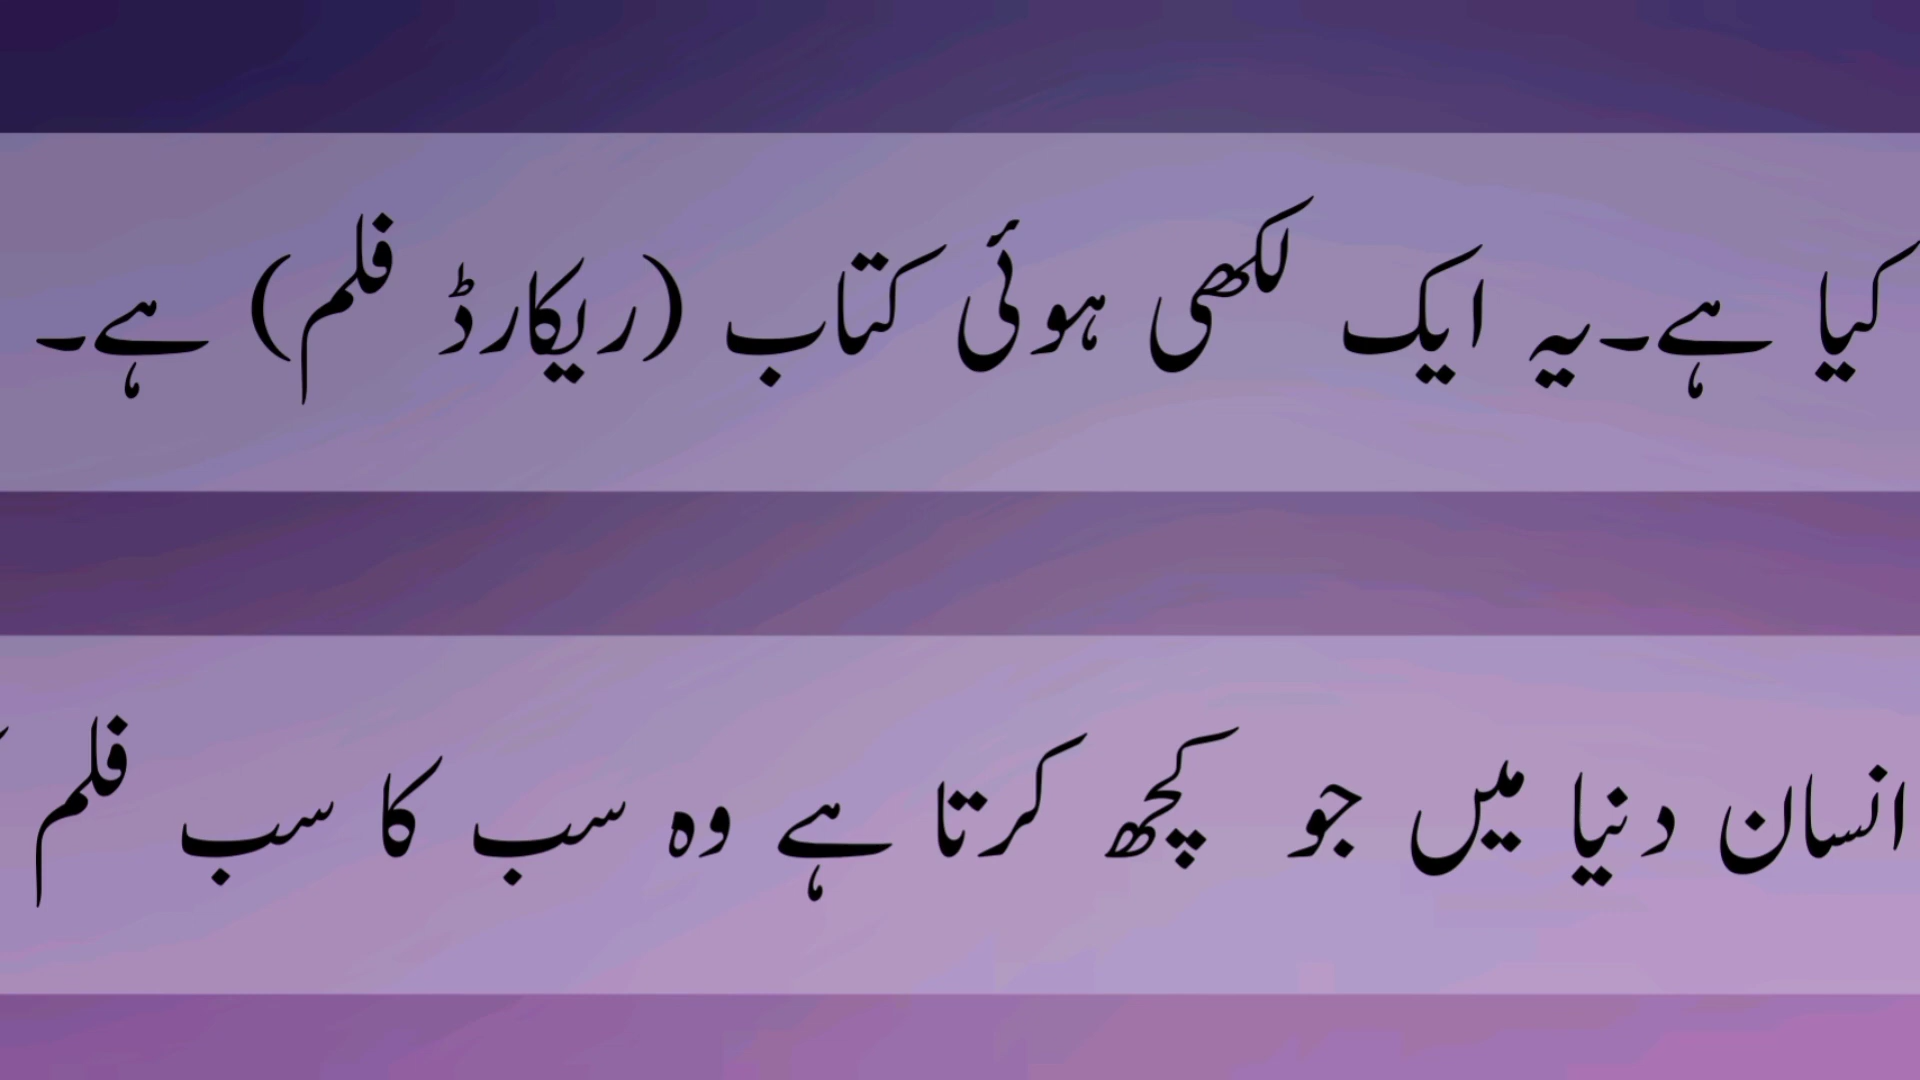 کیا ہے۔یہ ایک لکھی ہوئی کتاب (ریکارڈ فلم) ہے۔
انسان دنیا میں جو کچھ کرتا ہے وہ سب کا سب فلم